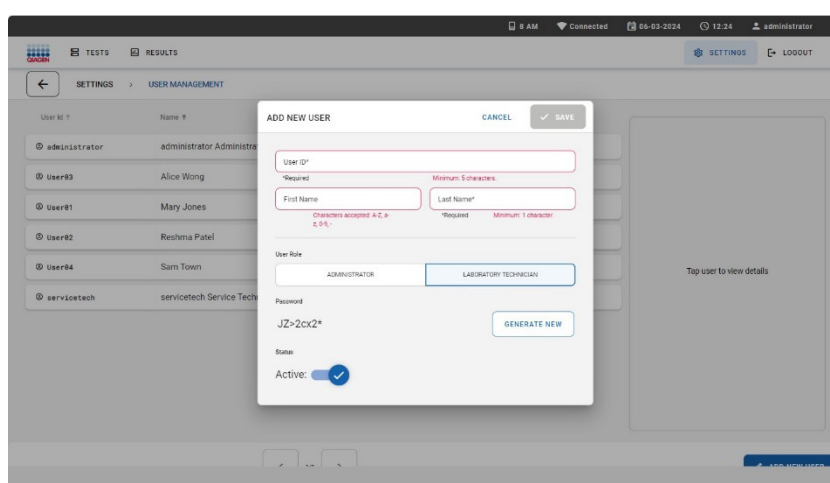 8 AM Connected 06-03-2024 12:24 administrator
QIAGEN TESTS RESULTS SETTINGS LOGOUT
SETTINGS > USER MANAGEMENT
User Id ↑ Name ↑
administrator administrator Administra
User03 Alice Wong
User01 Mary Jones
User02 Reshma Patel
User04 Sam Town
servicetech servicetech Service Tech
ADD NEW USER CANCEL SAVE
User ID*
*Required Minimum: 5 characters.
First Name Last Name*
Characters accepted: A-Z, a-
z, 0-9, -
*Required Minimum: 1 character.
User Role
ADMINISTRATOR LABORATORY TECHNICIAN
Password
JZ>2cx2* GENERATE NEW
Status
Active:
Tap user to view details
ADD NEW USER